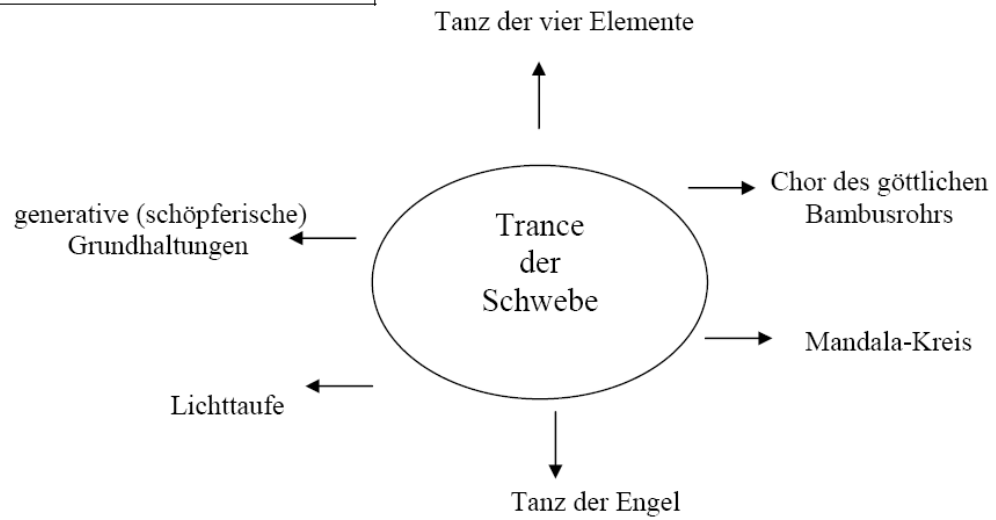 Tanz der vier Elemente
Chor des göttlichen
Bambusrohrs
generative (schöpferische)
Grundhaltungen
Trance
der
Schwebe
Mandala-Kreis
Lichttaufe
Tanz der Engel